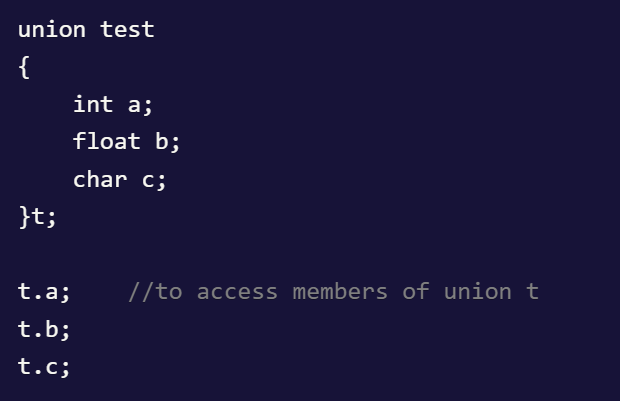 union test
{
    int a;
    float b;
    char c;
}t;
t.a;    //to access members of union t
t.b;
t.c;